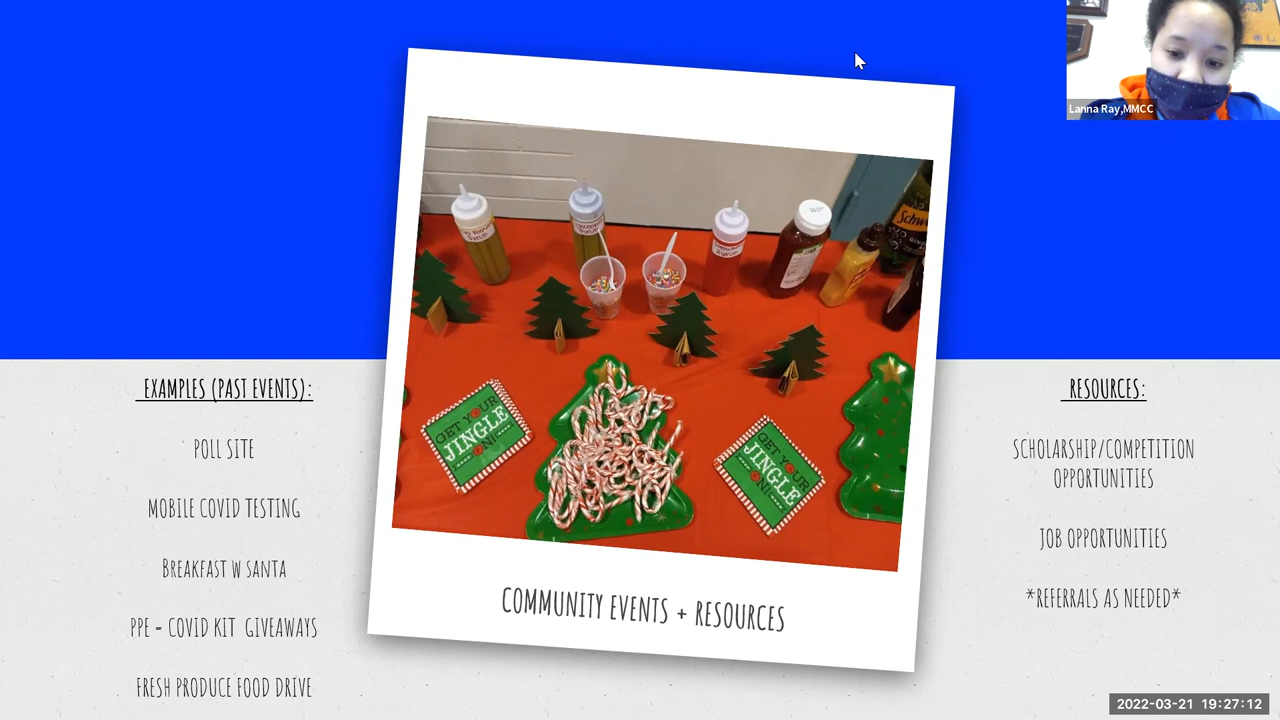 Lanna Ray,MMCC
Schw
GET YOUR
JINGLE
ON!
GET YOUR
JINGLE
ON!
COMMUNITY EVENTS + RESOURCES
EXAMPLES (PAST EVENTS):
POLL SITE
MOBILE COVID TESTING
BREAKFAST W SANTA
PPE - COVID KIT GIVEAWAYS
FRESH PRODUCE FOOD DRIVE
RESOURCES:
SCHOLARSHIP/COMPETITION
OPPORTUNITIES
JOB OPPORTUNITIES
*REFERRALS AS NEEDED*
2022-03-21 19:27:12